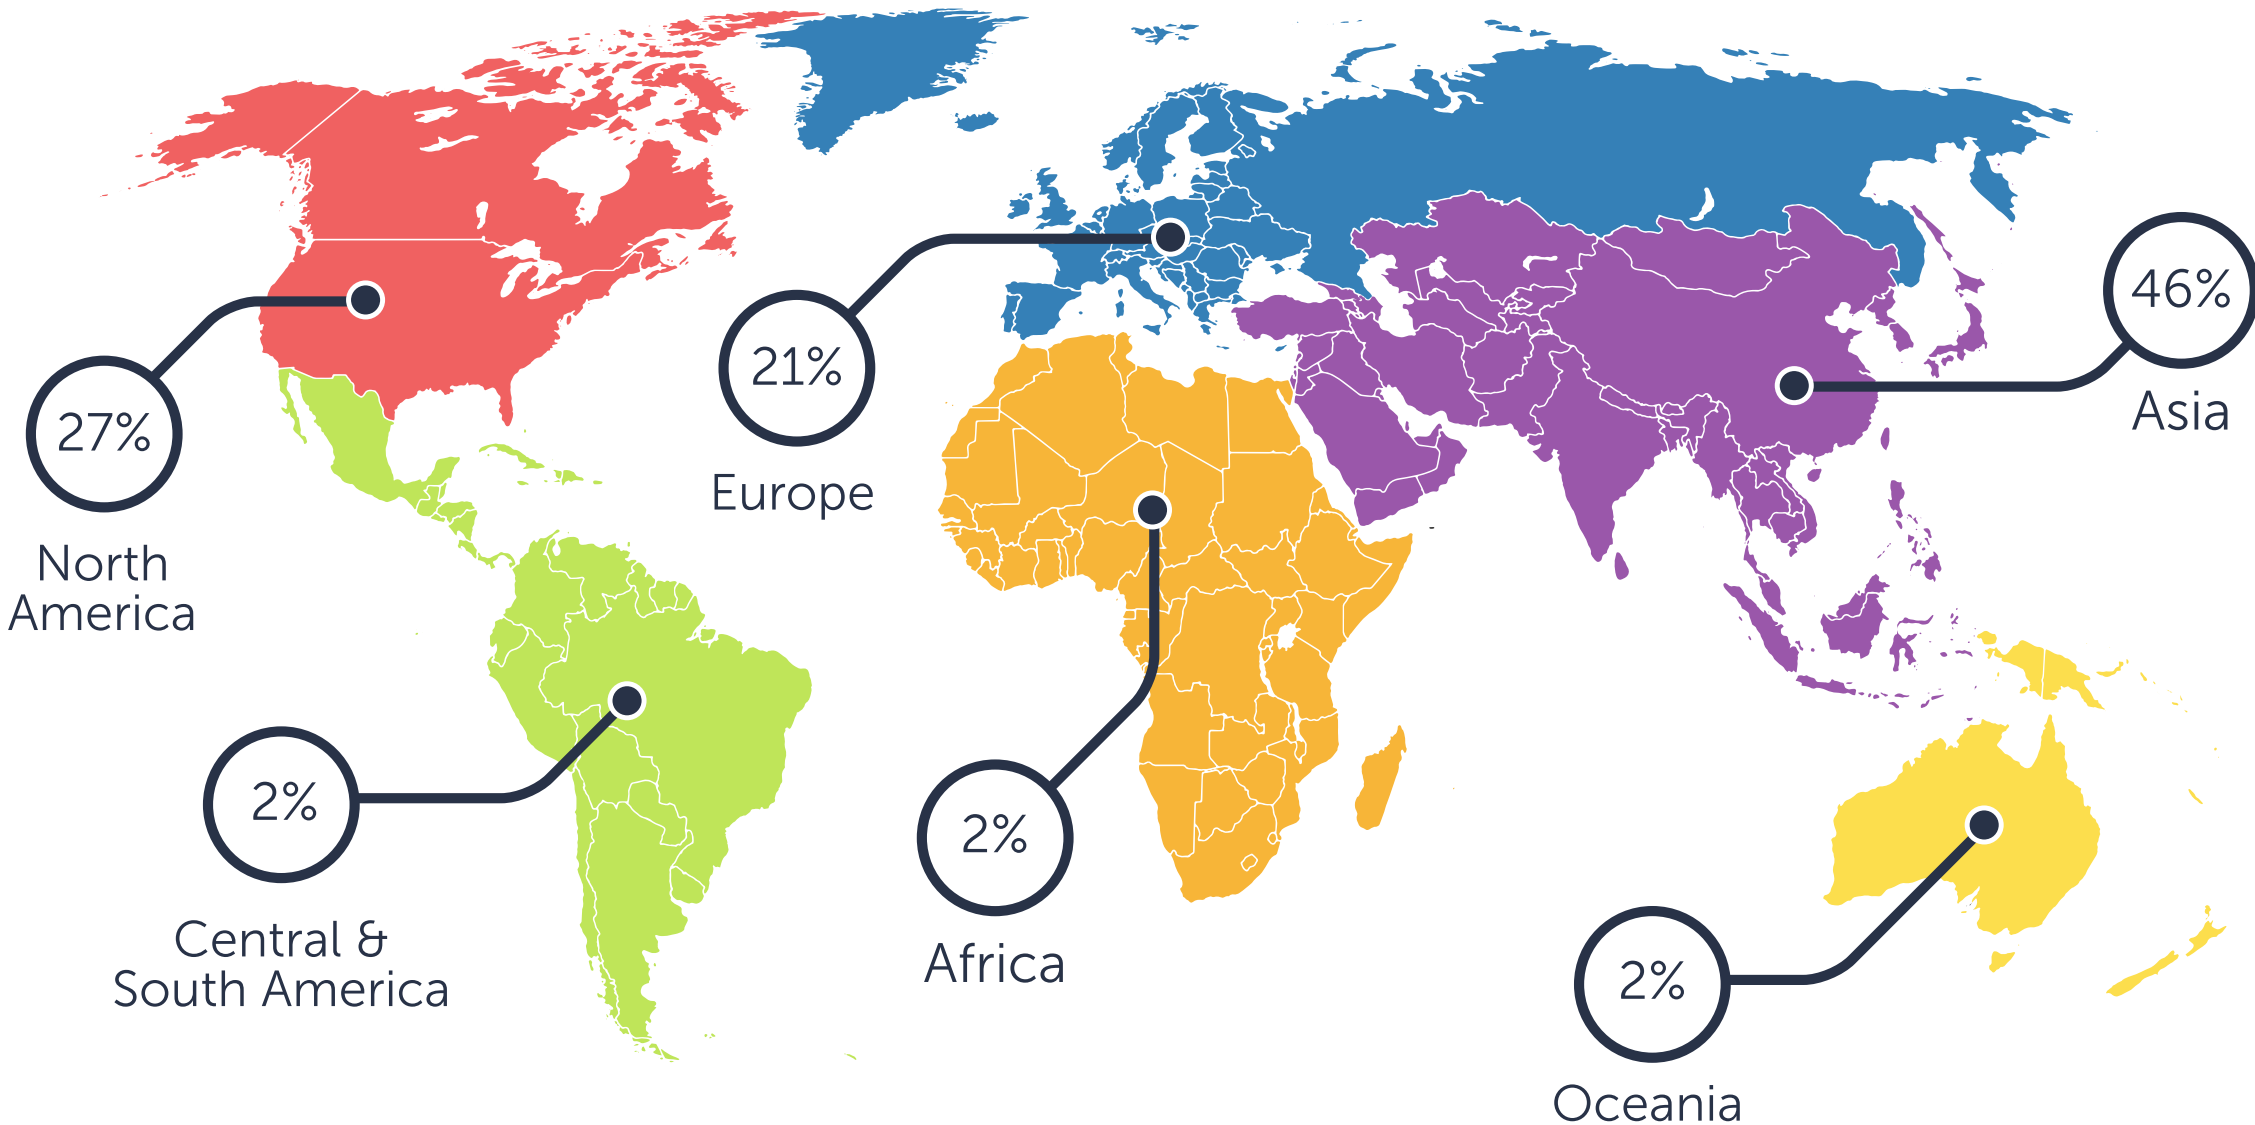 27%
North
America
21%
Europe
46%
Asia
2%
Central &
South America
2%
Africa
2%
Oceania